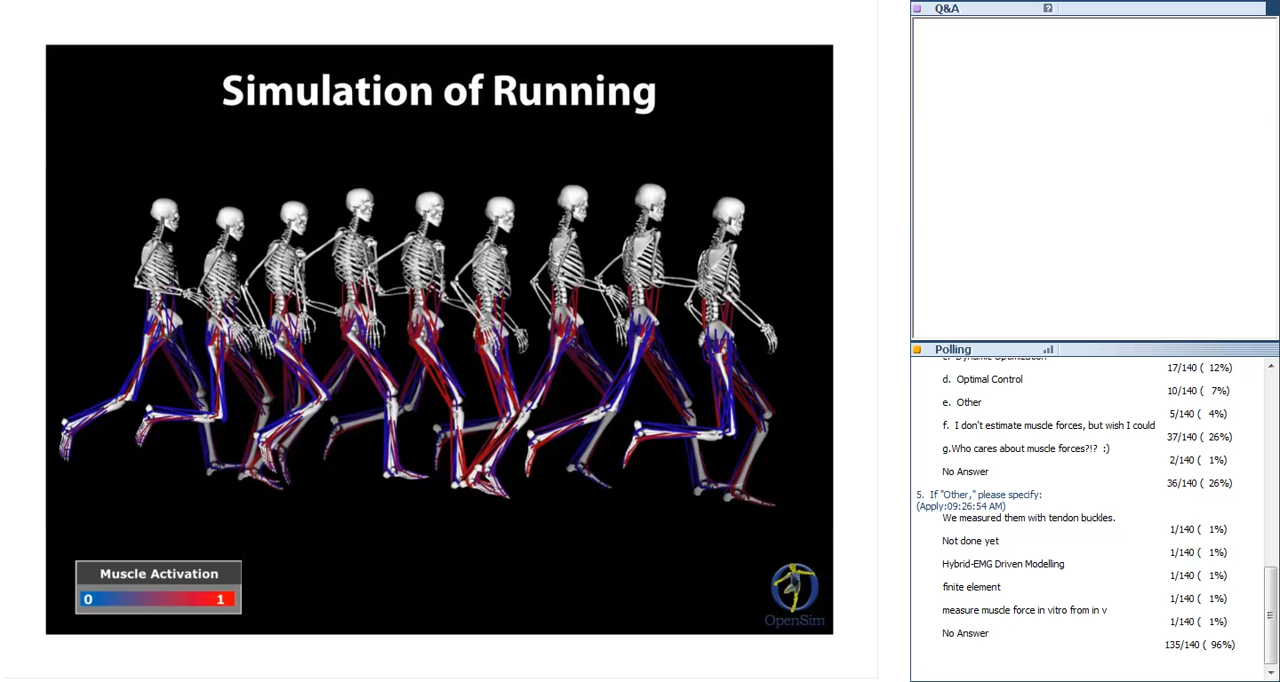 Simulation of Running
Muscle Activation
0 1
OpenSim
Q&A
?
Polling
17/140 ( 12%)
d. Optimal Control
10/140 ( 7%)
e. Other
5/140 ( 4%)
f. I don't estimate muscle forces, but wish I could
37/140 ( 26%)
g.Who cares about muscle forces?!? :)
2/140 ( 1%)
No Answer
36/140 ( 26%)
5. If "Other," please specify:
(Apply:09:26:54 AM)
We measured them with tendon buckles.
1/140 ( 1%)
Not done yet
1/140 ( 1%)
Hybrid-EMG Driven Modelling
1/140 ( 1%)
finite element
1/140 ( 1%)
measure muscle force in vitro from in v
1/140 ( 1%)
No Answer
135/140 ( 96%)